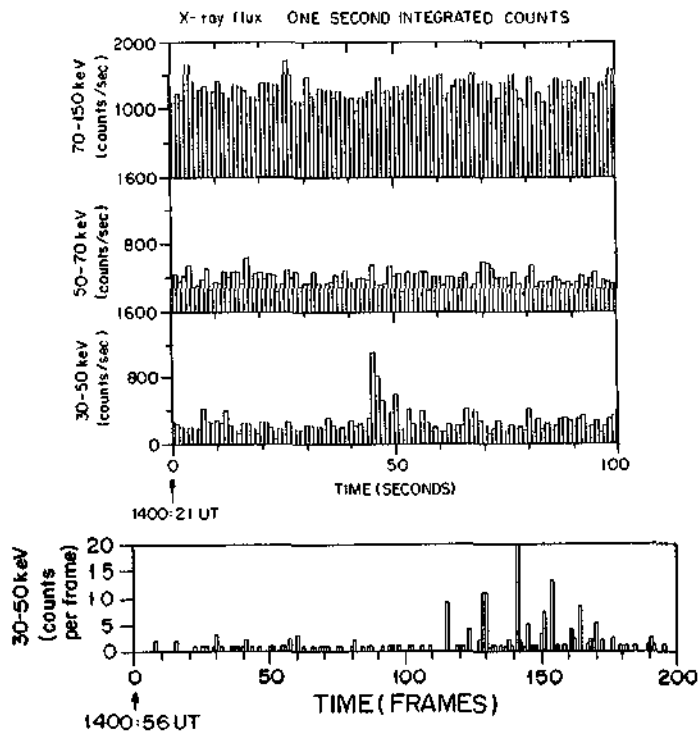 X-ray flux ONE SECOND INTEGRATED COUNTS
70-150 keV
(counts/sec)
2000
1000
1600
50-70 keV
(counts/sec)
800
1600
30-50 keV
(counts/sec)
800
0
0 50 100
TIME (SECONDS)
1400:21 UT
30-50 keV
(counts
per frame)
20
15
10
5
0
0 50 100 150 200
TIME (FRAMES)
1400:56 UT